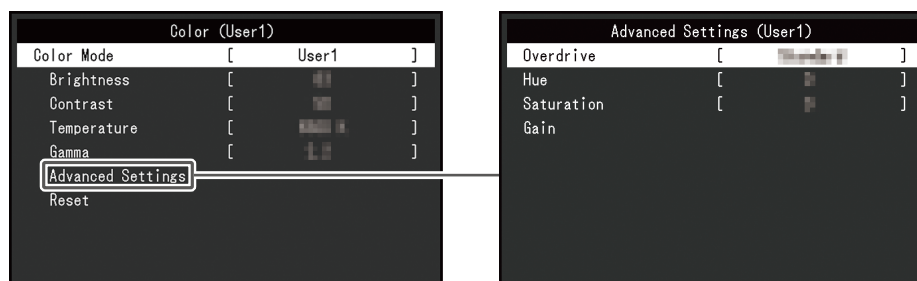 Color (User1)
Color Mode [ User1 ]
Brightness [ ]
Contrast [ ]
Temperature [ ]
Gamma [ ]
Advanced Settings
Reset
Advanced Settings (User1)
Overdrive [ ]
Hue [ ]
Saturation [ ]
Gain